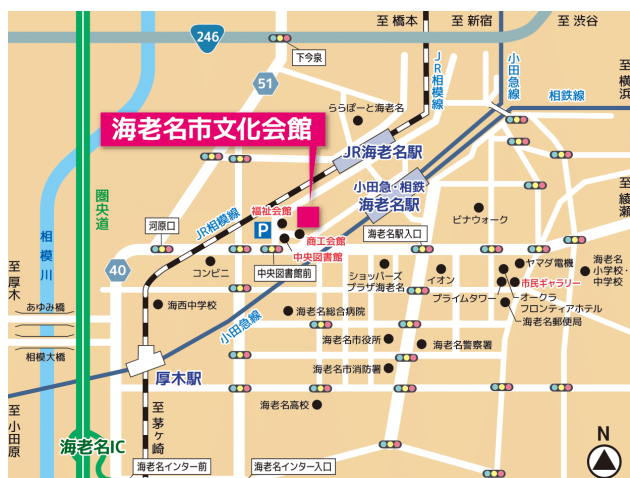 至 橋本
至 新宿
至 渋谷
246
下今泉
JR相模線
小田急線
至 横浜
51
ららぽーと海老名
相鉄線
海老名市文化会館
JR海老名駅
圏央道
小田急・相鉄
海老名駅
至 綾瀬
福祉会館
JR相模線
河原口
P
商工会館
海老名駅入口
ビナウォーク
相模川
中央図書館
40
コンビニ
中央図書館前
ショッパーズ
プラザ海老名
イオン
ヤマダ電機
海老名
小学校・
中学校
市民ギャラリー
至 厚木
プライムタワー
オークラ
フロンティアホテル
あゆみ橋
海西中学校
小田急線
海老名総合病院
海老名郵便局
相模大橋
海老名市役所
海老名警察署
厚木駅
海老名市消防署
至 小田原
至 茅ヶ崎
海老名高校
海老名IC
海老名インター前
海老名インター入口
N